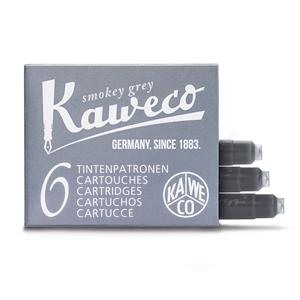 smokey grey
Kaweco
GERMANY, SINCE 1883.
6
TINTENPATRONEN
CARTOUCHES
CARTRIDGES
CARTUCHOS
CARTUCCE
KA WE
CO